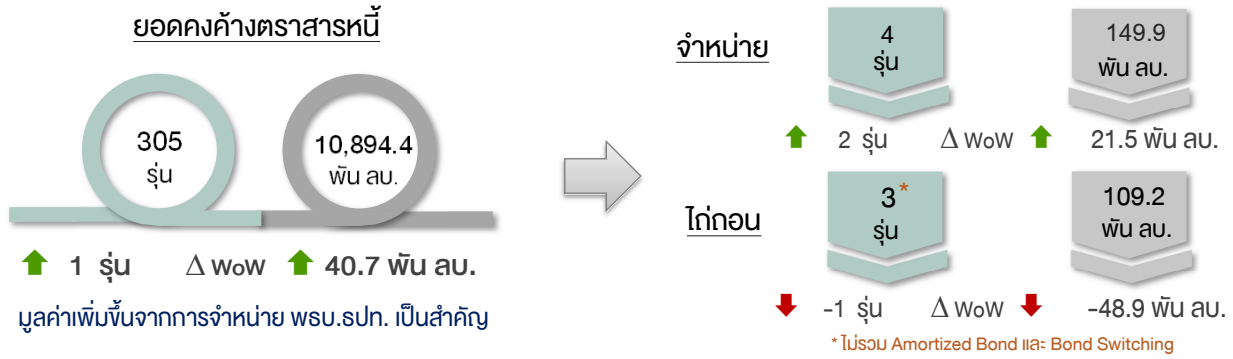 ยอดคงค้างตราสารหนี้
305
รุ่น
10,894.4
พัน ลบ.
1 รุ่น Δ WoW 40.7 พัน ลบ.
มูลค่าเพิ่มขึ้นจากการจำหน่าย พธบ.ธปท. เป็นสำคัญ
จำหน่าย
4
รุ่น
149.9
พัน ลบ.
2 รุ่น Δ WoW 21.5 พัน ลบ.
ไถ่ถอน
3*
รุ่น
109.2
พัน ลบ.
-1 รุ่น Δ WoW -48.9 พัน ลบ.
* ไม่รวม Amortized Bond และ Bond Switching